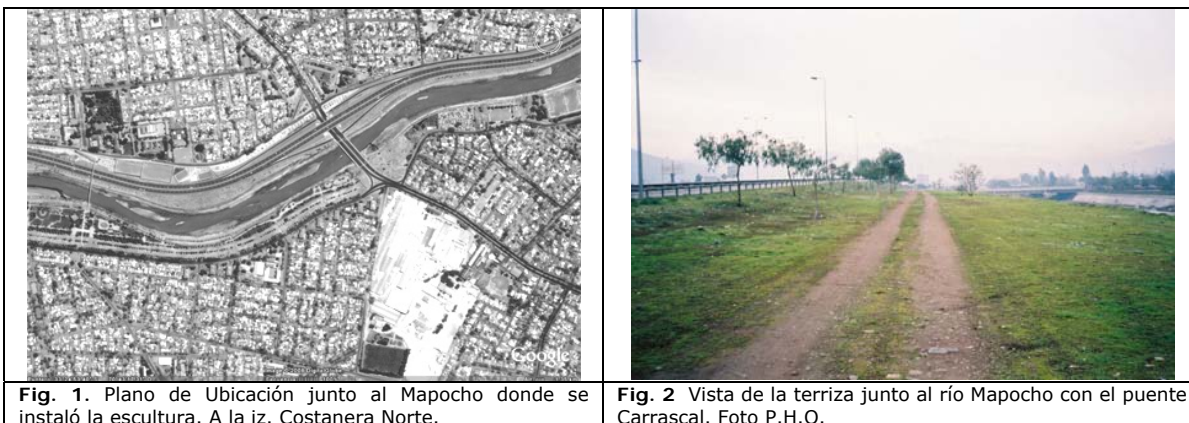 Google
Fig. 1. Plano de Ubicación junto al Mapocho donde se
instaló la escultura. A la iz. Costanera Norte.
Fig. 2 Vista de la terriza junto al río Mapocho con el puente
Carrascal. Foto P.H.O.